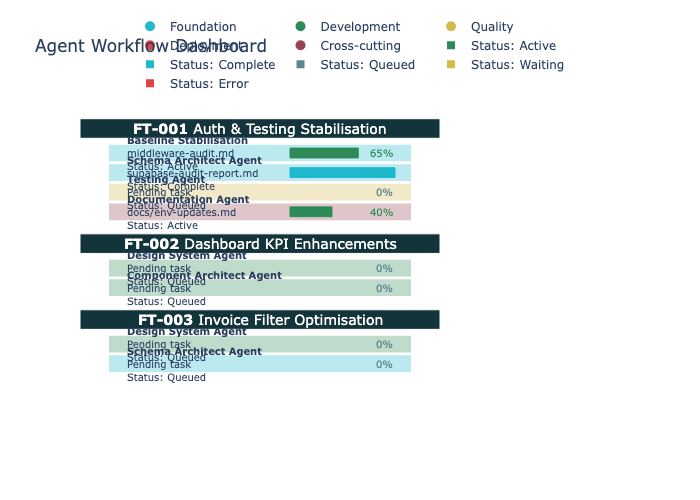 Foundation
Development
Quality
Agent Workflow Dashboard
Deployment
Cross-cutting
Status: Active
Status: Complete
Status: Queued
Status: Waiting
Status: Error
FT-001 Auth & Testing Stabilisation
Baseline Stabilisation
middleware-audit.md
65%
Status: Active
Schema Architect Agent
supabase-audit-report.md
Status: Complete
Testing Agent
Pending task
0%
Status: Queued
Documentation Agent
docs/env-updates.md
40%
Status: Active
FT-002 Dashboard KPI Enhancements
Design System Agent
Pending task
0%
Status: Queued
Component Architect Agent
Pending task
0%
Status: Queued
FT-003 Invoice Filter Optimisation
Design System Agent
Pending task
0%
Status: Queued
Schema Architect Agent
Pending task
0%
Status: Queued